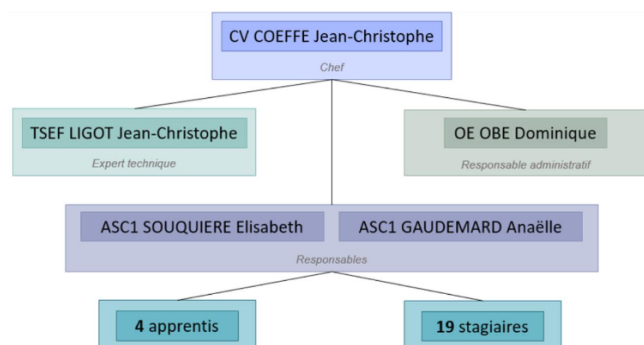 CV COEFFE Jean-Christophe
Chef
TSEF LIGOT Jean-Christophe
Expert technique
OE OBE Dominique
Responsable administratif
ASC1 SOUQUIERE Elisabeth
ASC1 GAUDEMARD Anaëlle
Responsables
4 apprentis
19 stagiaires